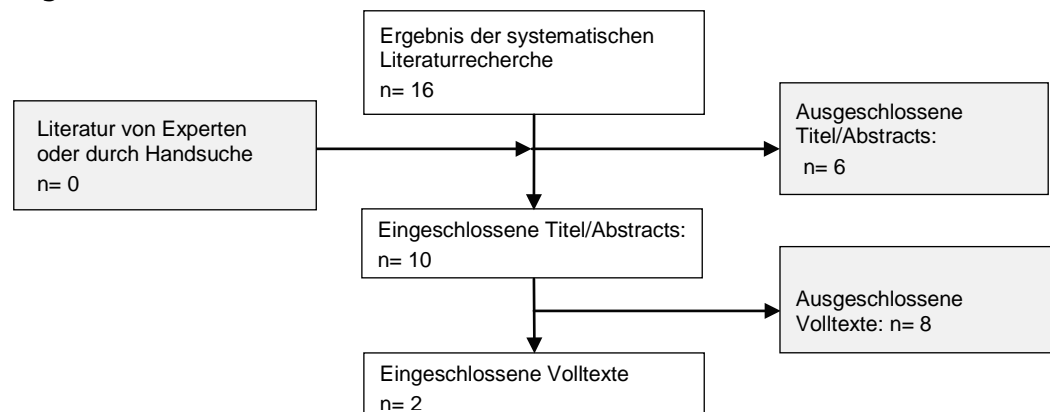 Ergebnis der systematischen
Literaturrecherche
n= 16
Literatur von Experten
oder durch Handsuche
n= 0
Ausgeschlossene
Titel/Abstracts:
n= 6
Eingeschlossene Titel/Abstracts:
n= 10
Ausgeschlossene
Volltexte: n= 8
Eingeschlossene Volltexte
n= 2